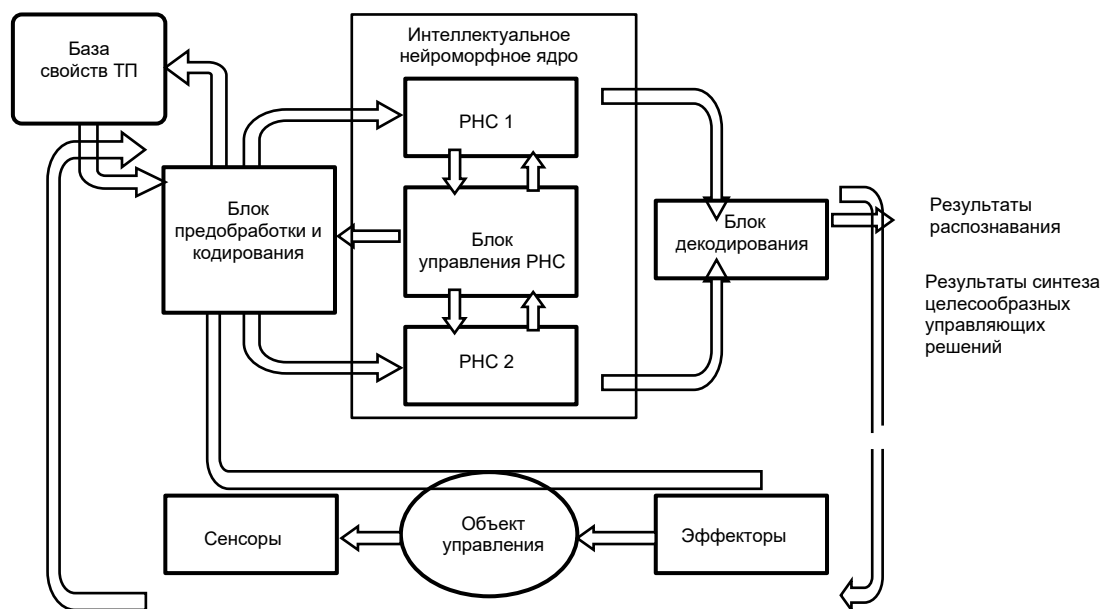 База
свойств ТП
Интеллектуальное
нейроморфное ядро
РНС 1
Блок
предобработки и
кодирования
Блок
управления РНС
РНС 2
Блок
декодирования
Результаты
распознавания
Результаты синтеза
целесообразных
управляющих
решений
Сенсоры
Объект
управления
Эффекторы